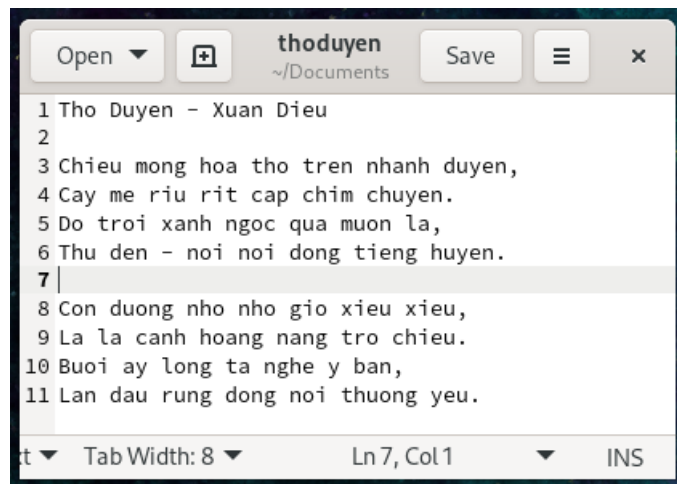 Open
thoduyen
~/Documents
Save
1 Tho Duyen - Xuan Dieu
2
3 Chieu mong hoa tho tren nhanh duyen,
4 Cay me riu rit cap chim chuyen.
5 Do troi xanh ngoc qua muon la,
6 Thu den - noi noi dong tieng huyen.
7
8 Con duong nho nho gio xieu xieu,
9 La la canh hoang nang tro chieu.
10 Buoi ay long ta nghe y ban,
11 Lan dau rung dong noi thuong yeu.
Tab Width: 8 Ln 7, Col 1 INS